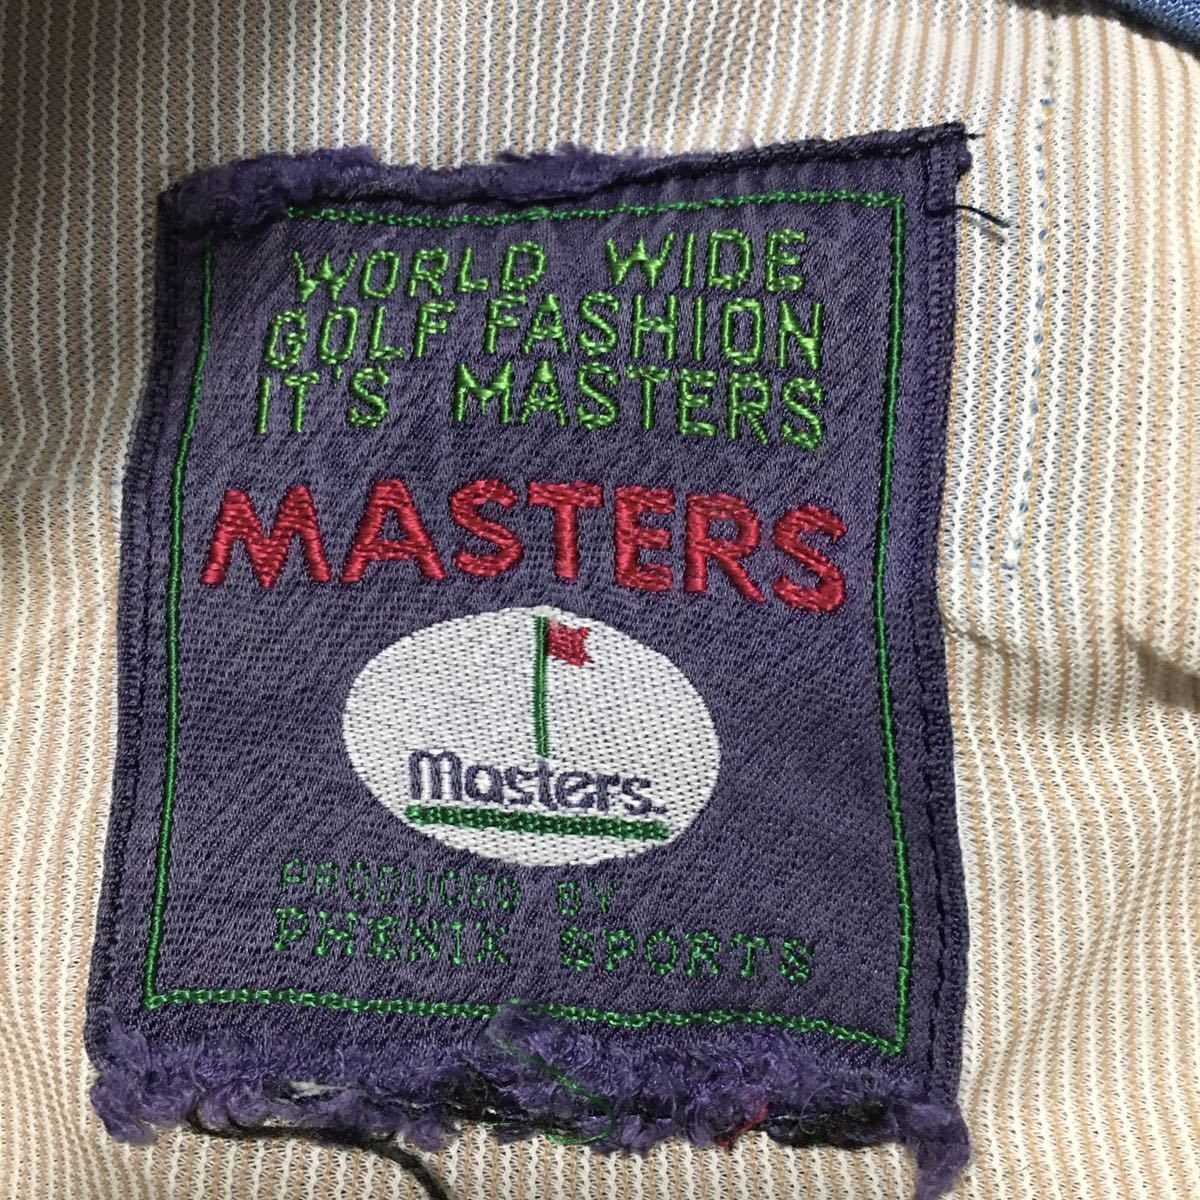 WORLD WIDE
GOLF FASHION
IT'S MASTERS
MASTERS
Masters.
PRODUCED BY
PHENIX SPORTS